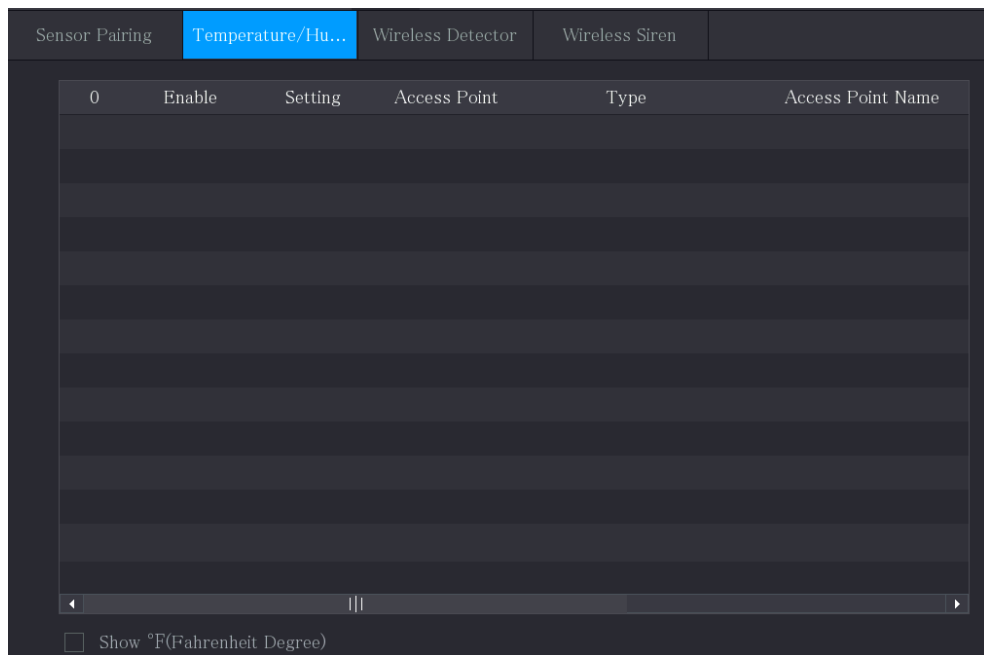 Sensor Pairing Temperature/Hu... Wireless Detector Wireless Siren
0 Enable Setting Access Point Type Access Point Name
Show °F(Fahrenheit Degree)